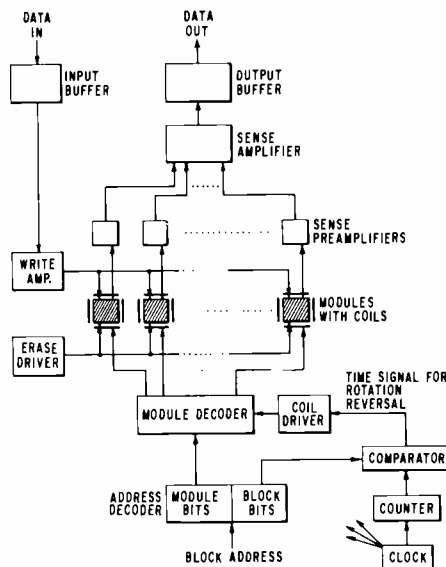 DATA
IN
DATA
OUT
INPUT
BUFFER
OUTPUT
BUFFER
SENSE
AMPLIFIER
SENSE
PREAMPLIFIERS
WRITE
AMP.
MODULES
WITH COILS
ERASE
DRIVER
TIME SIGNAL FOR
ROTATION
REVERSAL
MODULE DECODER
COIL
DRIVER
COMPARATOR
ADDRESS
DECODER
MODULE
BITS
BLOCK
BITS
COUNTER
BLOCK ADDRESS
CLOCK